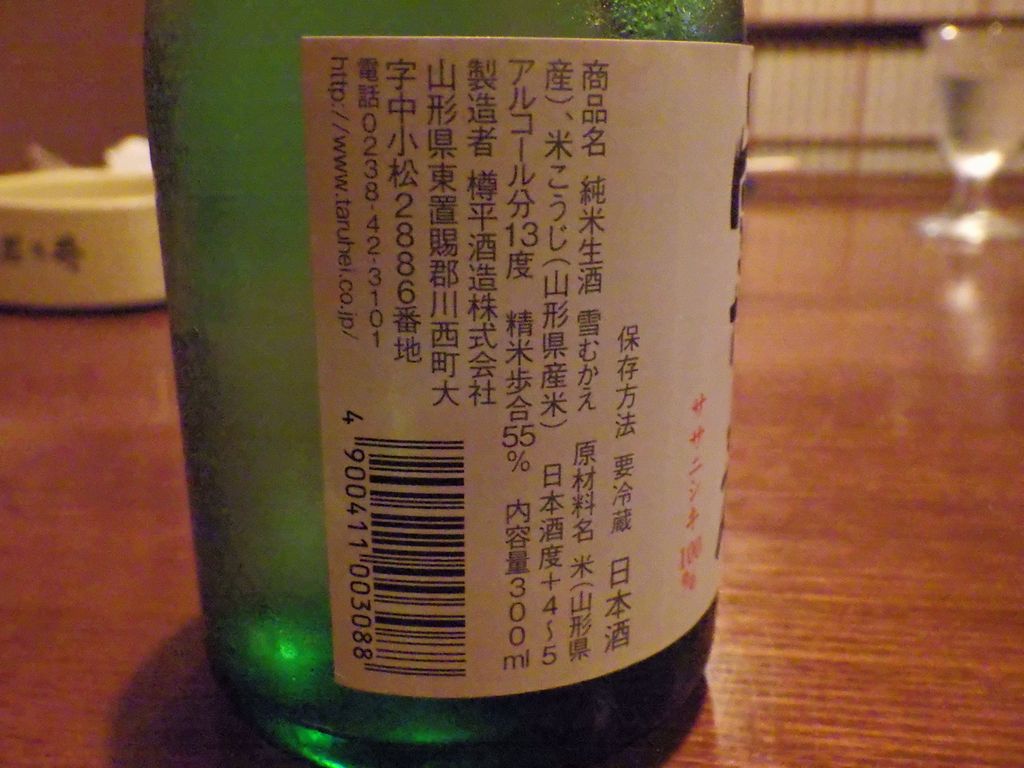 ササニシキ100%
保存方法 要冷蔵 日本酒
商品名 純米生酒 雪むかえ 原材料名 米(山形県
産)、米こうじ(山形県産米) 日本酒度+4~5
アルコール分13度 精米歩合55% 内容量300ml
製造者 樽平酒造株式会社
山形県東置賜郡川西町大
字中小松2886番地
電話0238-42-3101
http://www.taruhei.co.jp/
4 900411 003088